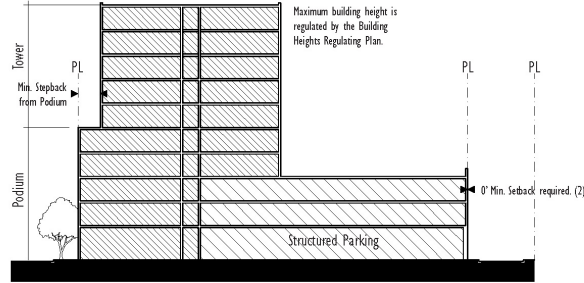 Maximum building height is
regulated by the Building
Heights Regulating Plan.
Tower
PL
PL
PL
Min. Stepback
from Podium
Podium
0' Min. Setback required. (2)
Structured Parking